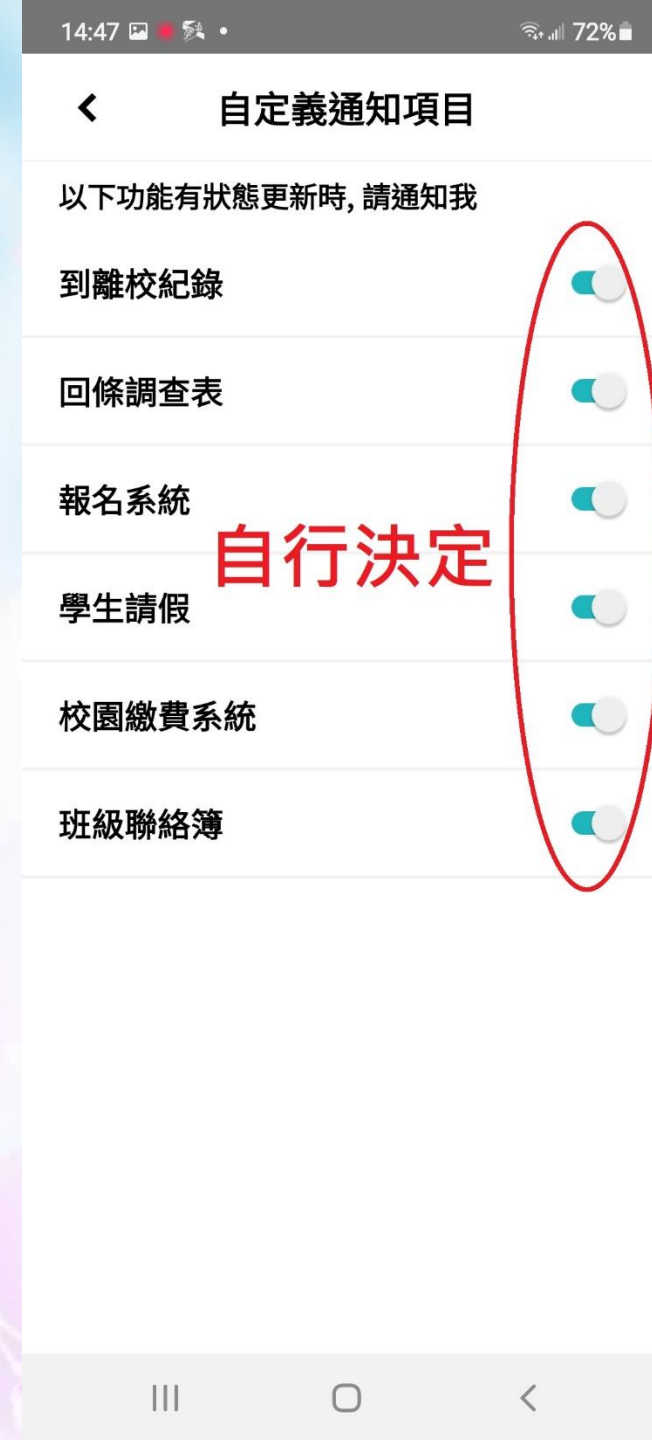 14:47
72%
自定義通知項目
以下功能有狀態更新時, 請通知我
到離校紀錄
回條調查表
報名系統
自行決定
學生請假
校園繳費系統
班級聯絡簿